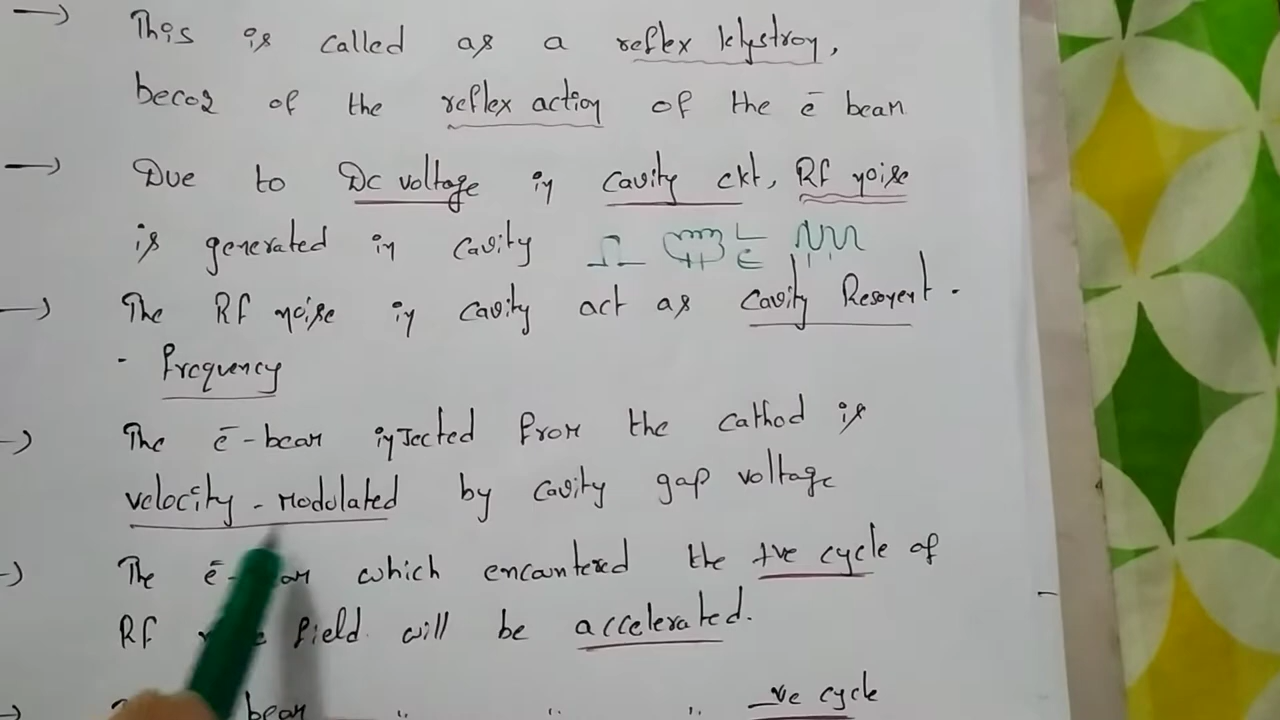 → This is called as a reflex klystron,
becoz of the reflex action of the e̅ beam
→ Due to Dc voltage in cavity ckt, RF noise
is generated in cavity L C
→ The RF noise in cavity act as cavity Resonent
Frequency
→ The e̅-beam injected from the cathod is
velocity-modulated by cavity gap voltage
→ The e̅- which encantered the +ve cycle of
RF field will be accelerated.
→ beam " " " -ve cycle